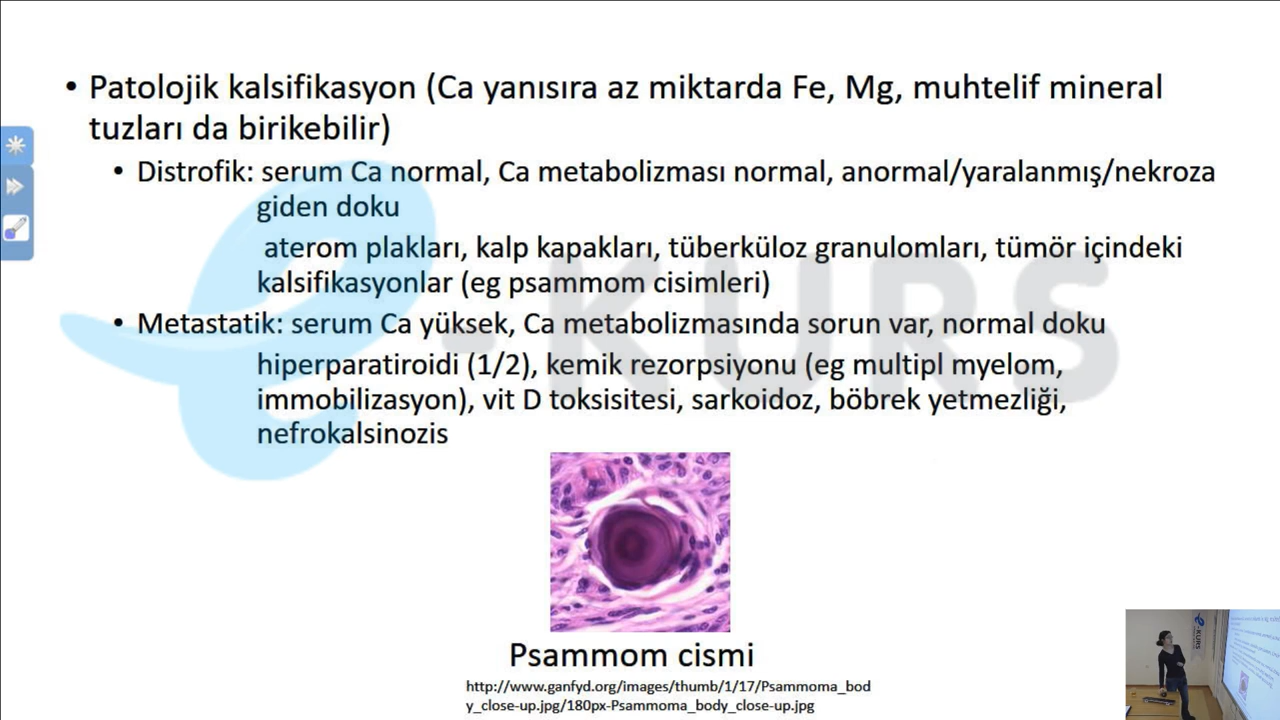 • Patolojik kalsifikasyon (Ca yanısıra az miktarda Fe, Mg, muhtelif mineral
tuzları da birikebilir)
• Distrofik: serum Ca normal, Ca metabolizması normal, anormal/yaralanmış/nekroza
giden doku
aterom plakları, kalp kapakları, tüberküloz granulomları, tümör içindeki
kalsifikasyonlar (eg psammom cisimleri)
• Metastatik: serum Ca yüksek, Ca metabolizmasında sorun var, normal doku
hiperparatiroidi (1/2), kemik rezorpsiyonu (eg multipl myelom,
immobilizasyon), vit D toksisitesi, sarkoidoz, böbrek yetmezliği,
nefrokalsinozis
e-KURS
Psammom cismi
http://www.ganfyd.org/images/thumb/1/17/Psammoma_bod
y_close-up.jpg/180px-Psammoma_body_close-up.jpg
e-KURS